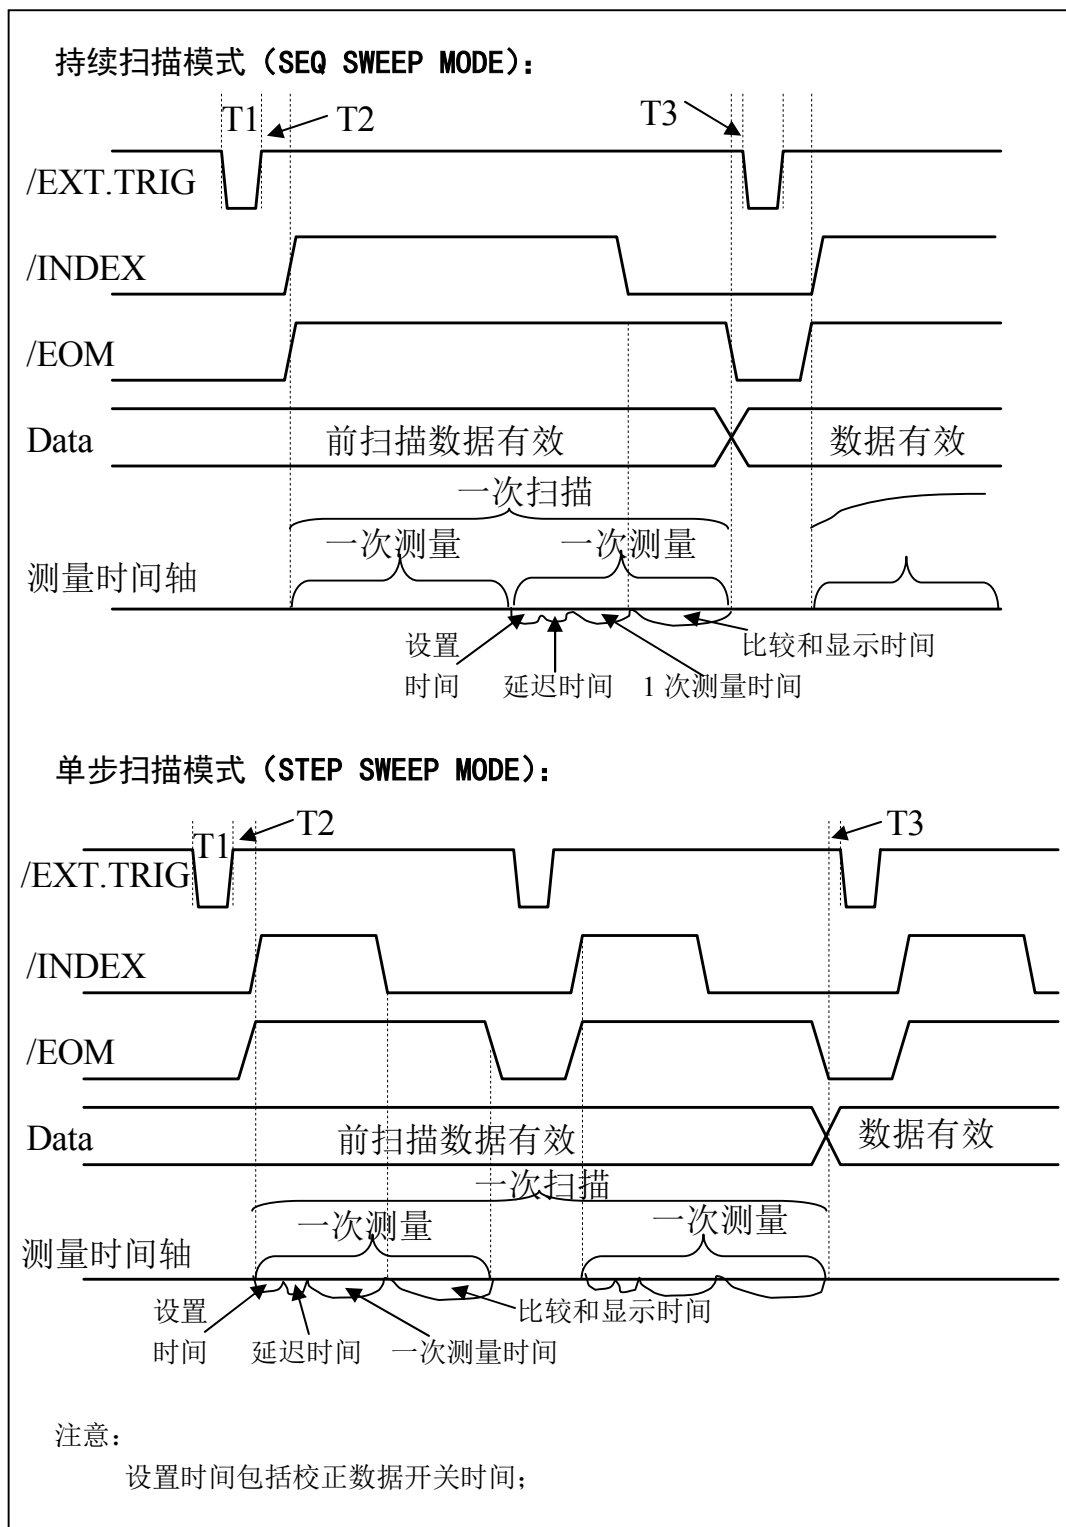 持续扫描模式（SEQ SWEEP MODE）：
T1
T2
T3
/EXT.TRIG
/INDEX
/EOM
Data
前扫描数据有效
数据有效
一次扫描
一次测量
一次测量
测量时间轴
设置
时间
延迟时间
1 次测量时间
比较和显示时间
单步扫描模式（STEP SWEEP MODE）：
T1
T2
T3
/EXT.TRIG
/INDEX
/EOM
Data
前扫描数据有效
数据有效
一次扫描
一次测量
一次测量
测量时间轴
设置
时间
延迟时间
一次测量时间
比较和显示时间
注意：
设置时间包括校正数据开关时间；